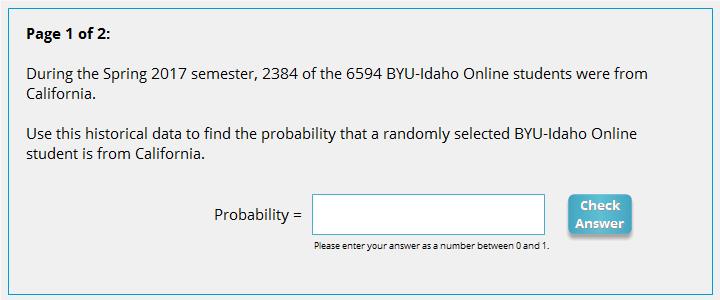 Page 1 of 2:
During the Spring 2017 semester, 2384 of the 6594 BYU-Idaho Online students were from
California.
Use this historical data to find the probability that a randomly selected BYU-Idaho Online
student is from California.
Probability =
Check
Answer
Please enter your answer as a number between 0 and 1.